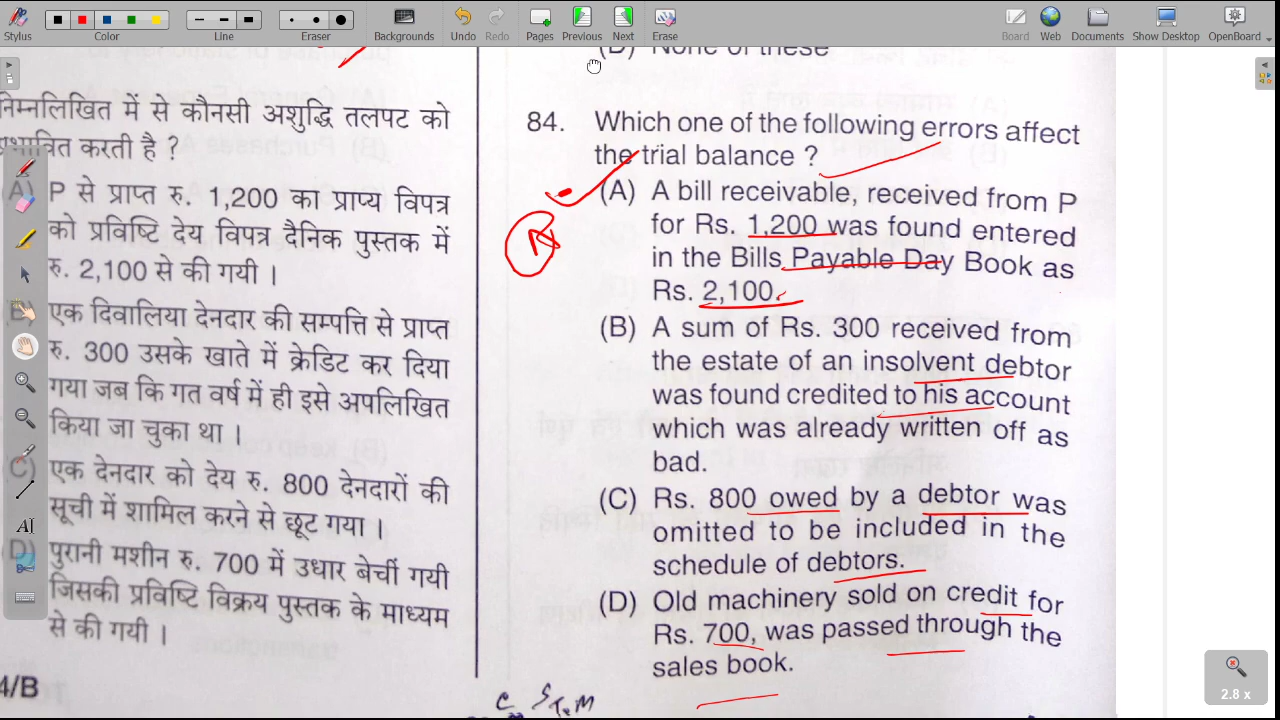 Stylus
Color
Line
Eraser
Backgrounds
Undo
Redo
Pages
Previous
Next
Erase
Board
Web
Documents
Show Desktop
OpenBoard
(D) None of these
निम्नलिखित में से कौनसी अशुद्धि तलपट को
प्रभावित करती है ?
(A) P से प्राप्त रु. 1,200 का प्राप्य विपत्र
को प्रविष्टि देय विपत्र दैनिक पुस्तक में
रु. 2,100 से की गयी ।
एक दिवालिया देनदार की सम्पत्ति से प्राप्त
रु. 300 उसके खाते में क्रेडिट कर दिया
गया जब कि गत वर्ष में ही इसे अपलिखित
किया जा चुका था ।
(C) एक देनदार को देय रु. 800 देनदारों की
सूची में शामिल करने से छूट गया ।
(D) पुरानी मशीन रु. 700 में उधार बेचीं गयी
जिसकी प्रविष्टि विक्रय पुस्तक के माध्यम
से की गयी ।
4/B
84. Which one of the following errors affect
the trial balance ?
(A) A bill receivable, received from P
for Rs. 1,200 was found entered
in the Bills Payable Day Book as
Rs. 2,100.
(B) A sum of Rs. 300 received from
the estate of an insolvent debtor
was found credited to his account
which was already written off as
bad.
(C) Rs. 800 owed by a debtor was
omitted to be included in the
schedule of debtors.
(D) Old machinery sold on credit for
Rs. 700, was passed through the
sales book.
2.8 x